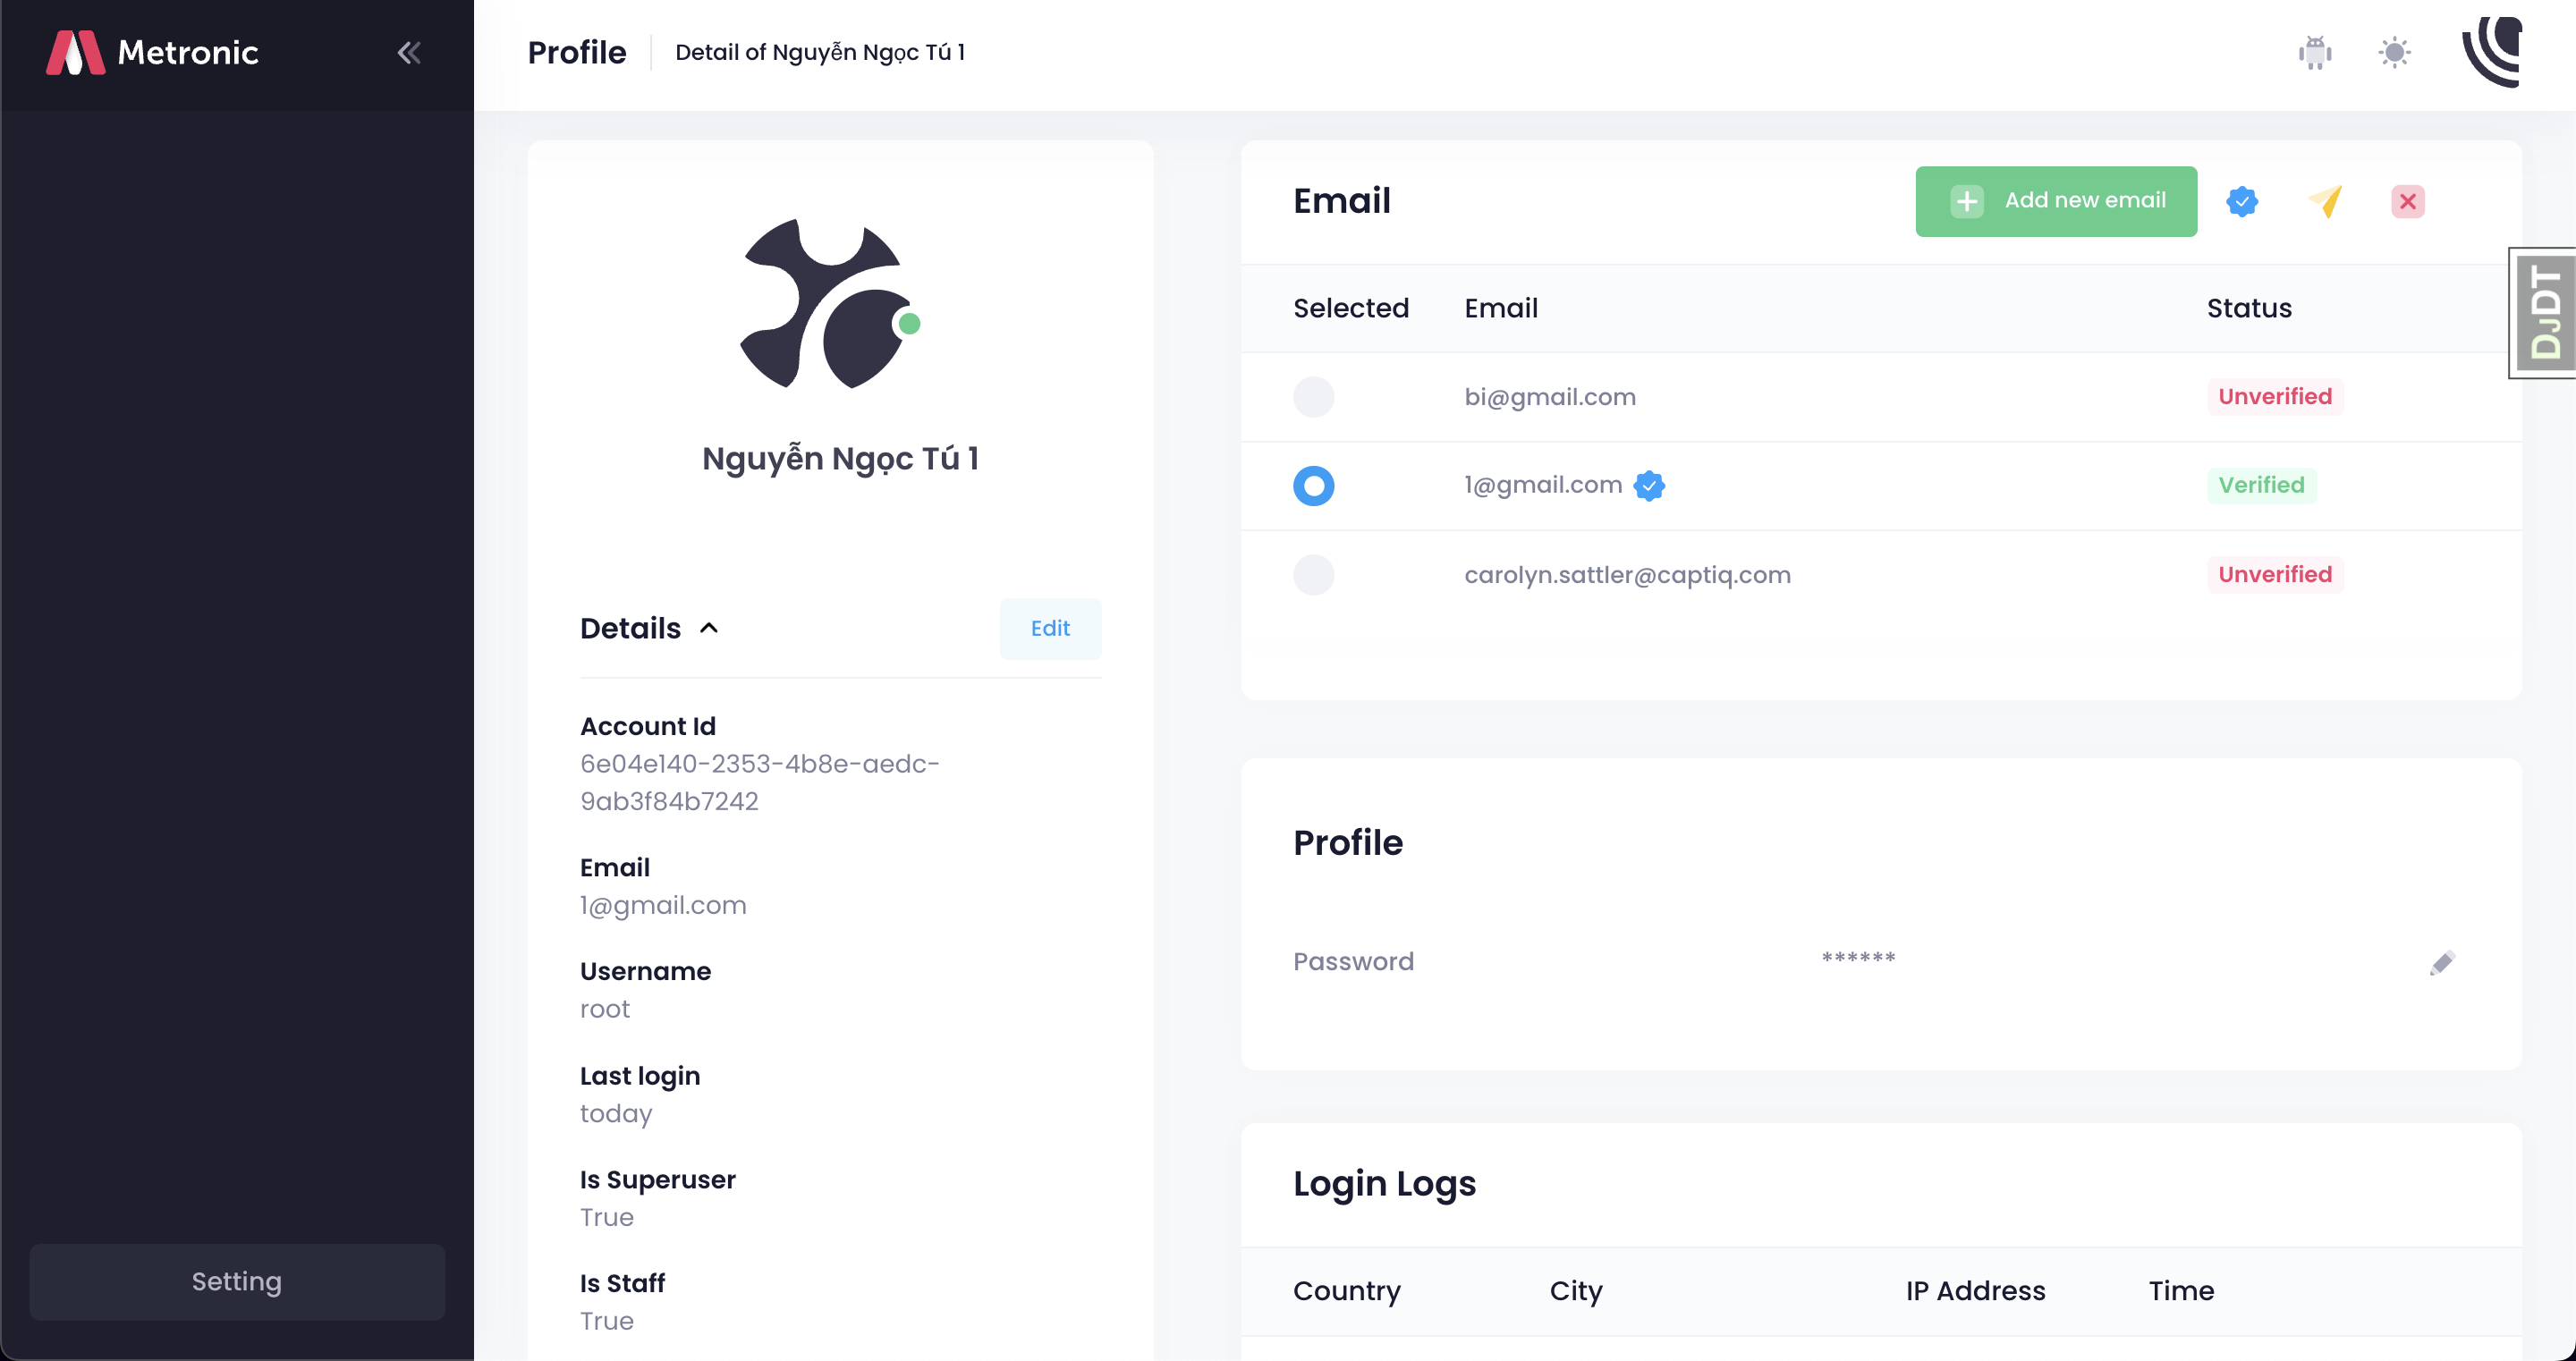 Metronic
Profile
Detail of Nguyễn Ngọc Tú 1
Nguyễn Ngọc Tú 1
Details
Edit
Account Id
6e04e140-2353-4b8e-aedc-
9ab3f84b7242
Email
1@gmail.com
Username
root
Last login
today
Is Superuser
True
Is Staff
True
Setting
Email
Add new email
Selected Email Status
bi@gmail.com Unverified
1@gmail.com Verified
carolyn.sattler@captiq.com Unverified
DJDT
Profile
Password ******
Login Logs
Country City IP Address Time